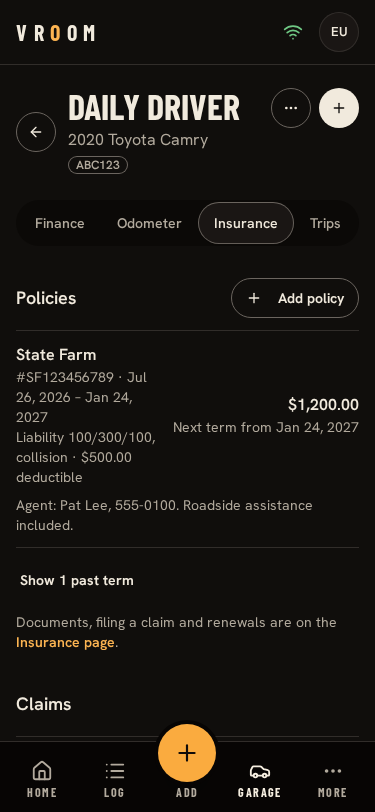 VROOM
EU
DAILY DRIVER
2020 Toyota Camry
ABC123
Finance Odometer Insurance Trips
Policies
Add policy
State Farm
#SF123456789 · Jul
26, 2026 – Jan 24,
2027
Liability 100/300/100,
collision · $500.00
deductible
$1,200.00
Next term from Jan 24, 2027
Agent: Pat Lee, 555-0100. Roadside assistance
included.
Show 1 past term
Documents, filing a claim and renewals are on the
Insurance page.
Claims
HOME LOG ADD GARAGE MORE